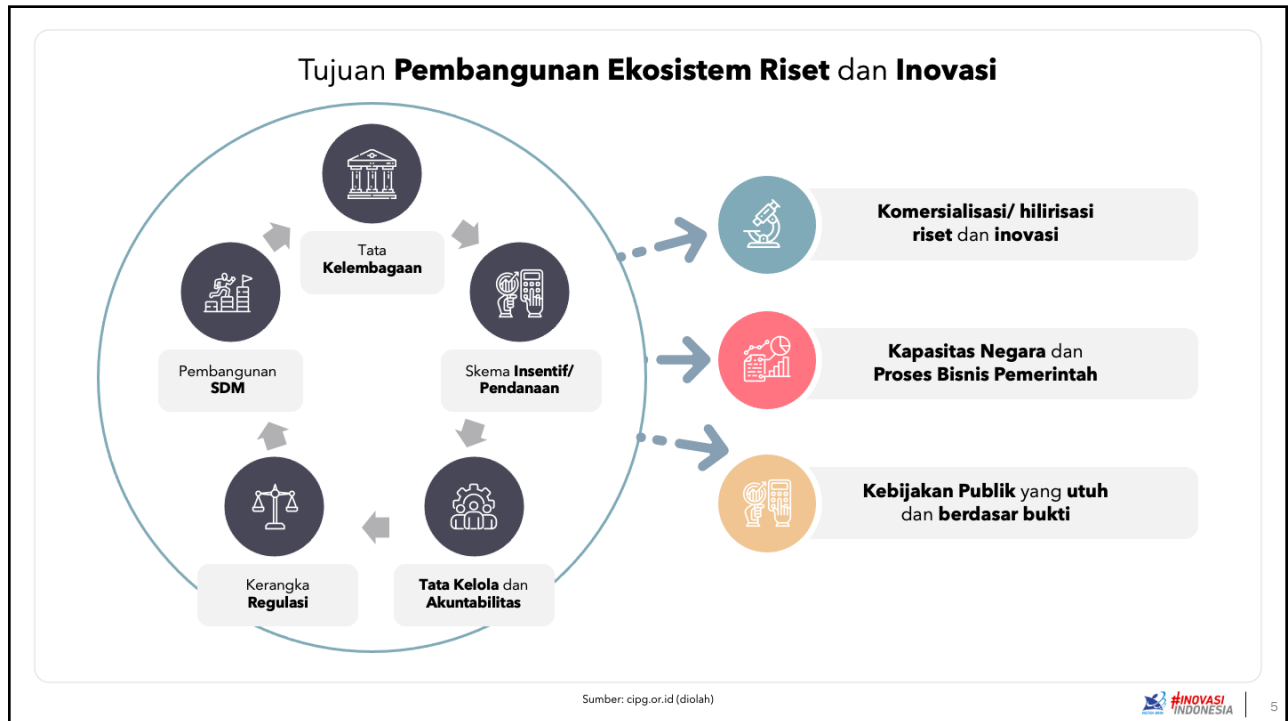 Tujuan Pembangunan Ekosistem Riset dan Inovasi
Tata
Kelembagaan
Skema Insentif/
Pendanaan
Tata Kelola dan
Akuntabilitas
Kerangka
Regulasi
Pembangunan
SDM
Komersialisasi/ hilirisasi
riset dan inovasi
Kapasitas Negara dan
Proses Bisnis Pemerintah
Kebijakan Publik yang utuh
dan berdasar bukti
Sumber: cipg.or.id (diolah)
#INOVASI
INDONESIA
5